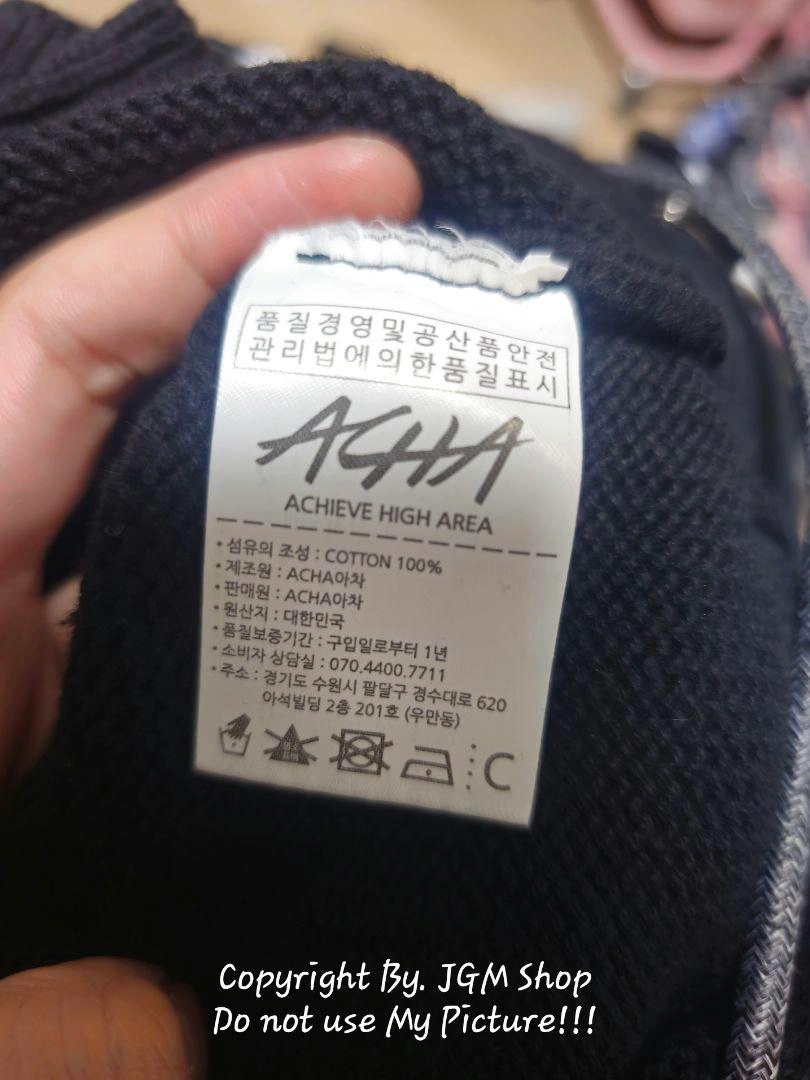 품질경영및공산품안전
관리법에의한품질표시
ACHA
ACHIEVE HIGH AREA
• 섬유의 조성 : COTTON 100%
• 제조원 : ACHA아차
• 판매원 : ACHA아차
• 원산지 : 대한민국
• 품질보증기간 : 구입일로부터 1년
• 소비자 상담실 : 070.4400.7711
• 주소 : 경기도 수원시 팔달구 경수대로 620
아석빌딩 2층 201호 (우만동)
C
Copyright By. JGM Shop
Do not use My Picture!!!